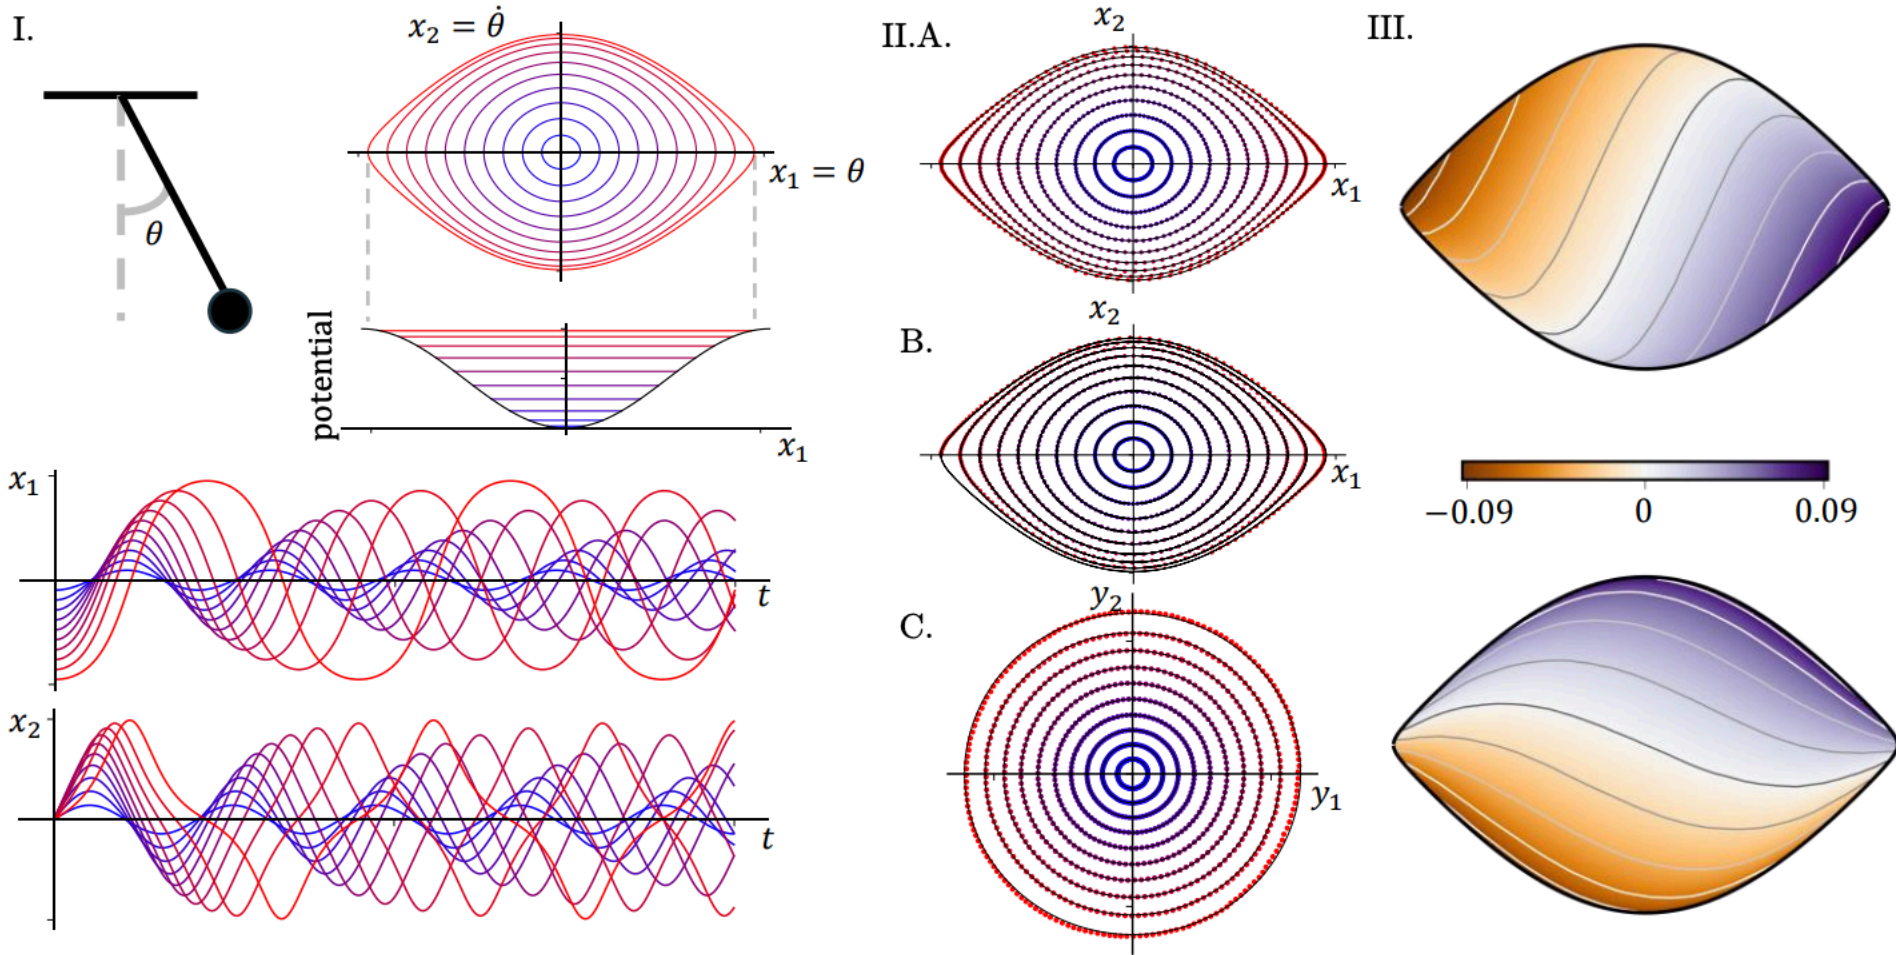 I.
x₂ = θ̇
x₁ = θ
θ
potential
x₁
x₁
t
x₂
t
II.A.
x₂
x₁
B.
x₂
x₁
C.
y₂
y₁
III.
−0.09 0 0.09